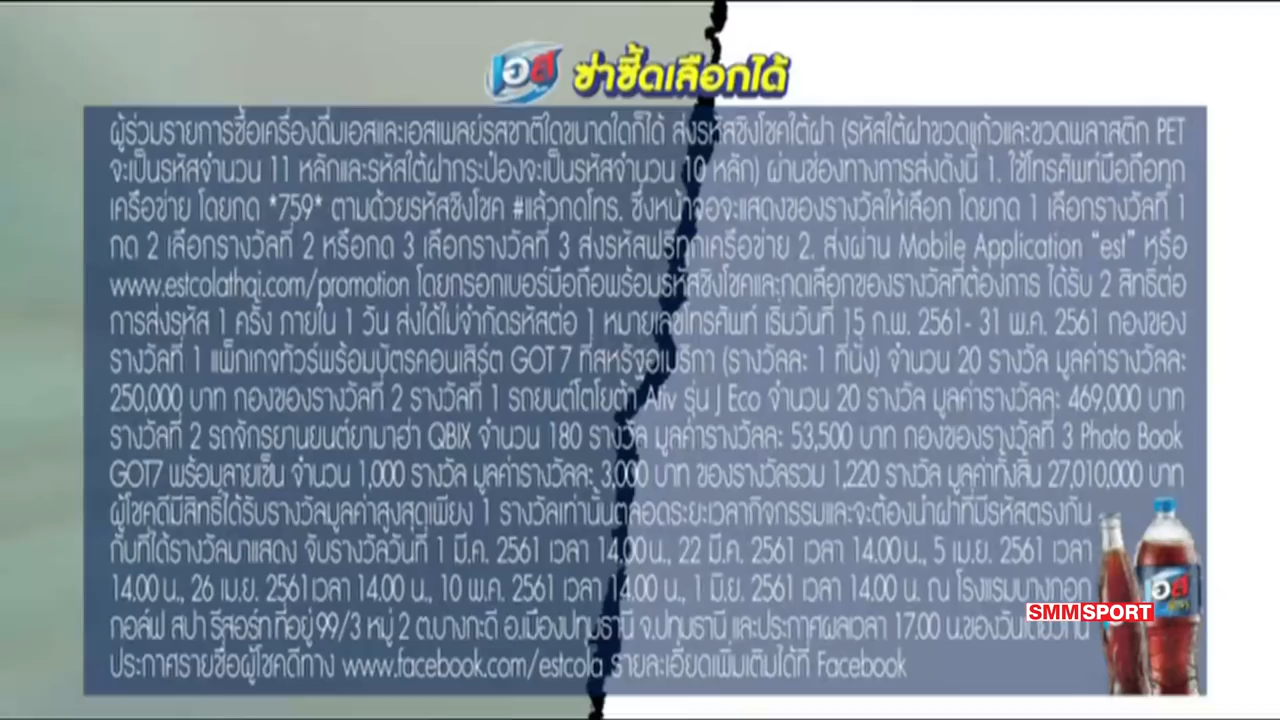 เอส ซ่าซี้ดเลือกได้
ผู้ร่วมรายการซื้อเครื่องดื่มเอสและเอสเพลย์รสชาติใดขนาดใดก็ได้ ส่งรหัสชิงโชคใต้ฝา (รหัสใต้ฝาขวดแก้วและขวดพลาสติก PET
จะเป็นรหัสจำนวน 11 หลักและรหัสใต้ฝากระป๋องจะเป็นรหัสจำนวน 10 หลัก) ผ่านช่องทางการส่งดังนี้ 1. ใช้โทรศัพท์มือถือทุก
เครือข่าย โดยกด *759* ตามด้วยรหัสชิงโชค #แล้วกดโทร. ซึ่งหน้าจอจะแสดงของรางวัลให้เลือก โดยกด 1 เลือกรางวัลที่ 1
กด 2 เลือกรางวัลที่ 2 หรือกด 3 เลือกรางวัลที่ 3 ส่งรหัสฟรีทุกเครือข่าย 2. ส่งผ่าน Mobile Application “est” หรือ
www.estcolathai.com/promotion โดยกรอกเบอร์มือถือพร้อมรหัสชิงโชคและกดเลือกของรางวัลที่ต้องการ ได้รับ 2 สิทธิ์ต่อ
การส่งรหัส 1 ครั้ง ภายใน 1 วัน ส่งได้ไม่จำกัดรหัสต่อ 1 หมายเลขโทรศัพท์ เริ่มวันที่ 15 ก.พ. 2561- 31 พ.ค. 2561 กองของ
รางวัลที่ 1 แพ็กเกจทัวร์พร้อมบัตรคอนเสิร์ต GOT7 ที่สหรัฐอเมริกา (รางวัลละ 1 ที่นั่ง) จำนวน 20 รางวัล มูลค่ารางวัลละ
250,000 บาท กองของรางวัลที่ 2 รางวัลที่ 1 รถยนต์โตโยต้า Ativ รุ่น J Eco จำนวน 20 รางวัล มูลค่ารางวัลละ 469,000 บาท
รางวัลที่ 2 รถจักรยานยนต์ยามาฮ่า QBIX จำนวน 180 รางวัล มูลค่ารางวัลละ 53,500 บาท กองของรางวัลที่ 3 Photo Book
GOT7 พร้อมลายเซ็น จำนวน 1,000 รางวัล มูลค่ารางวัลละ 3,000 บาท ของรางวัลรวม 1,220 รางวัล มูลค่าทั้งสิ้น 27,010,000 บาท
ผู้โชคดีมีสิทธิ์ได้รับรางวัลมูลค่าสูงสุดเพียง 1 รางวัลเท่านั้นตลอดระยะเวลากิจกรรมและจะต้องนำฝาที่มีรหัสตรงกัน
กับที่ได้รางวัลมาแสดง จับรางวัลวันที่ 1 มี.ค. 2561 เวลา 14.00 น., 22 มี.ค. 2561 เวลา 14.00 น., 5 เม.ย. 2561 เวลา
14.00 น., 26 เม.ย. 2561 เวลา 14.00 น., 10 พ.ค. 2561 เวลา 14.00 น., 1 มิ.ย. 2561 เวลา 14.00 น. ณ โรงแรมบางกอก
กอล์ฟ สปา รีสอร์ท ที่อยู่ 99/3 หมู่ 2 ต.บางกะดี อ.เมืองปทุมธานี จ.ปทุมธานี และประกาศผลเวลา 17.00 น.ของวันเดียวกัน
ประกาศรายชื่อผู้โชคดีทาง www.facebook.com/estcola รายละเอียดเพิ่มเติมได้ที่ Facebook
เอส
SMMSPORT